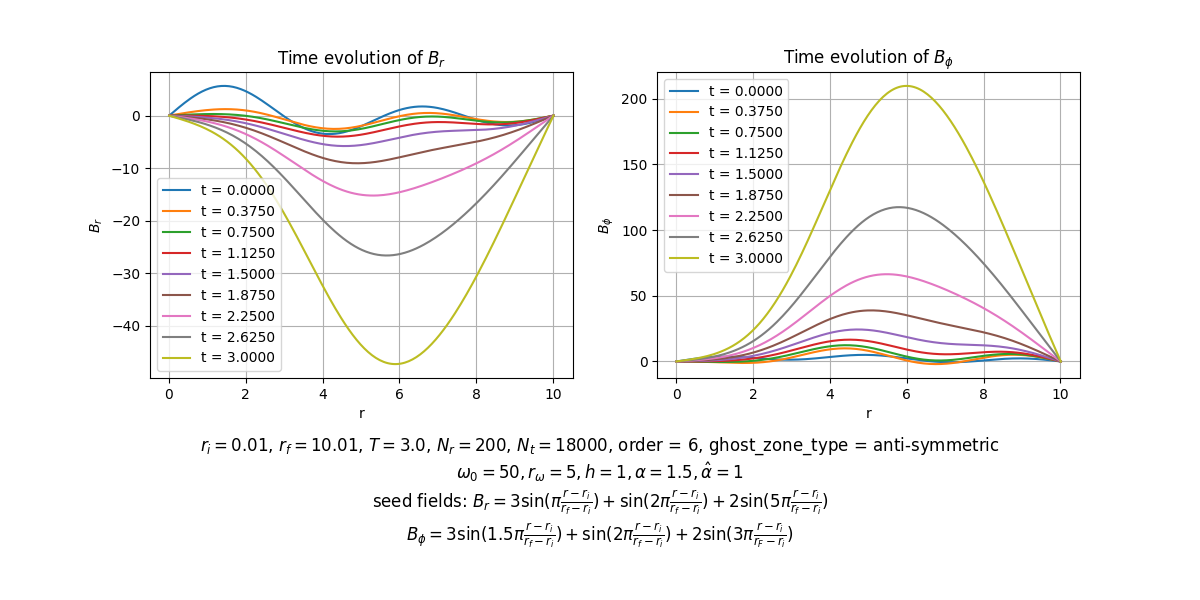 Time evolution of B_r
B_r
0
−10
−20
−30
−40
t = 0.0000
t = 0.3750
t = 0.7500
t = 1.1250
t = 1.5000
t = 1.8750
t = 2.2500
t = 2.6250
t = 3.0000
0 2 4 6 8 10
r
Time evolution of B_ϕ
B_ϕ
200
150
100
50
0
t = 0.0000
t = 0.3750
t = 0.7500
t = 1.1250
t = 1.5000
t = 1.8750
t = 2.2500
t = 2.6250
t = 3.0000
0 2 4 6 8 10
r
r_i = 0.01, r_f = 10.01, T = 3.0, N_r = 200, N_t = 18000, order = 6, ghost_zone_type = anti-symmetric
ω_0 = 50, r_ω = 5, h = 1, α = 1.5, α̂ = 1
seed fields: B_r = 3sin(π (r − r_i)/(r_f − r_i)) + sin(2π (r − r_i)/(r_f − r_i)) + 2sin(5π (r − r_i)/(r_f − r_i))
B_ϕ = 3sin(1.5π (r − r_i)/(r_f − r_i)) + sin(2π (r − r_i)/(r_f − r_i)) + 2sin(3π (r − r_i)/(r_F − r_i))